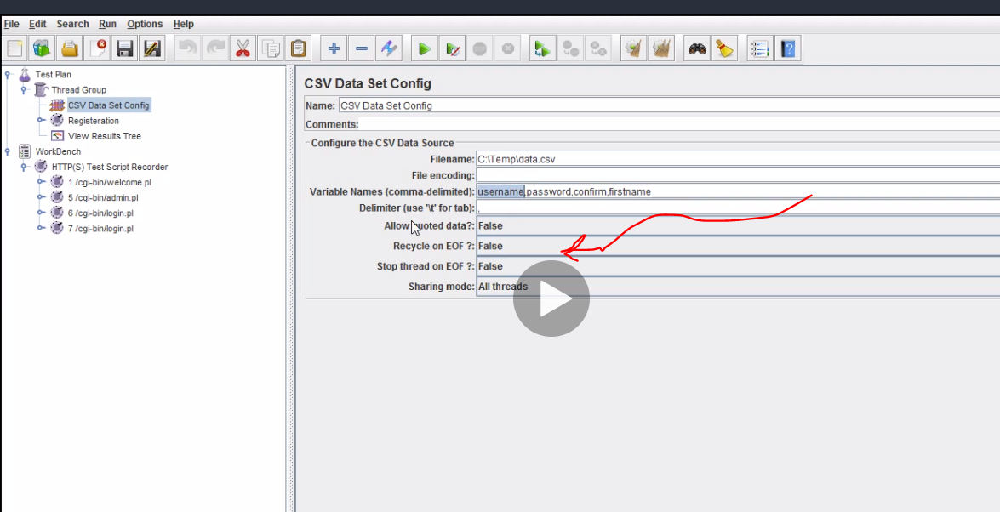 File Edit Search Run Options Help
Test Plan
Thread Group
CSV Data Set Config
Registeration
View Results Tree
WorkBench
HTTP(S) Test Script Recorder
1 /cgi-bin/welcome.pl
5 /cgi-bin/admin.pl
6 /cgi-bin/login.pl
7 /cgi-bin/login.pl
CSV Data Set Config
Name: CSV Data Set Config
Comments:
Configure the CSV Data Source
Filename: C:\Temp\data.csv
File encoding:
Variable Names (comma-delimited): username,password,confirm,firstname
Delimiter (use '\t' for tab): ,
Allow quoted data?: False
Recycle on EOF ?: False
Stop thread on EOF ?: False
Sharing mode: All threads